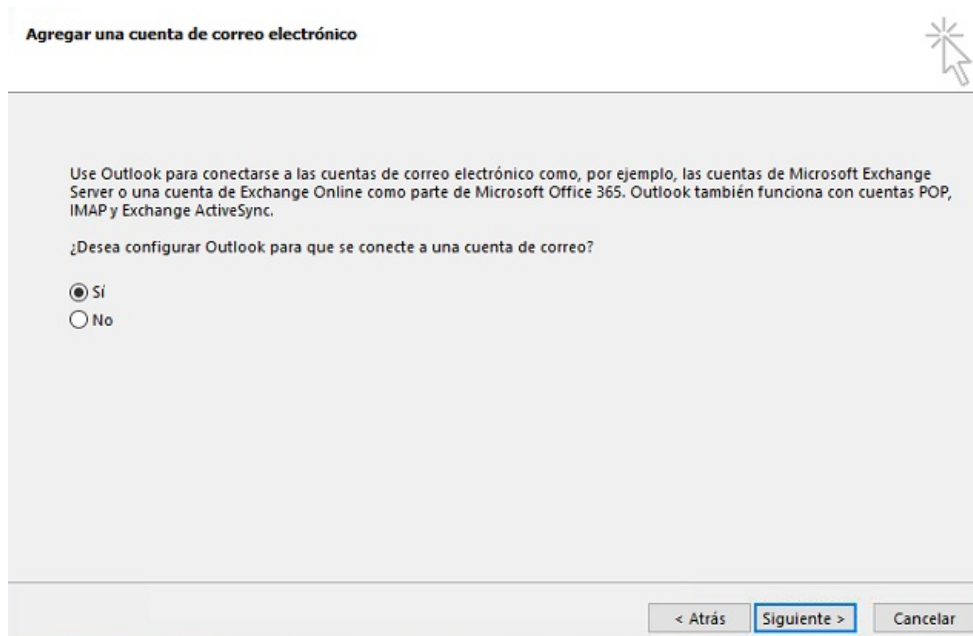 Agregar una cuenta de correo electrónico
Use Outlook para conectarse a las cuentas de correo electrónico como, por ejemplo, las cuentas de Microsoft Exchange
Server o una cuenta de Exchange Online como parte de Microsoft Office 365. Outlook también funciona con cuentas POP,
IMAP y Exchange ActiveSync.
¿Desea configurar Outlook para que se conecte a una cuenta de correo?
Sí
No
< Atrás Siguiente > Cancelar